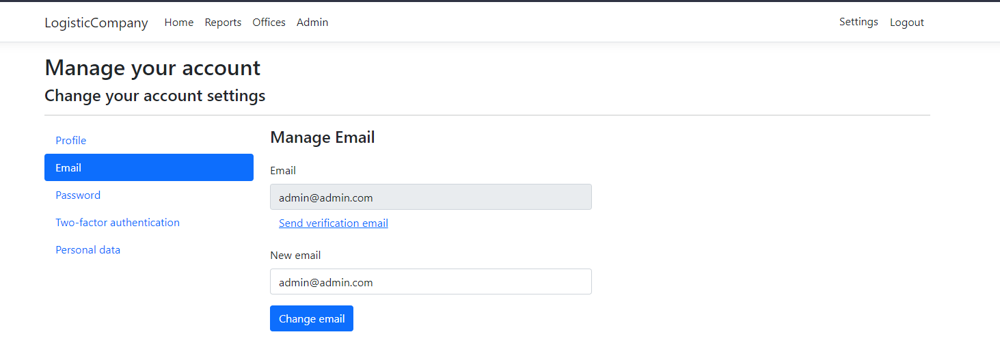 LogisticCompany Home Reports Offices Admin Settings Logout
Manage your account
Change your account settings
Profile
Email
Password
Two-factor authentication
Personal data
Manage Email
Email
admin@admin.com
Send verification email
New email
admin@admin.com
Change email